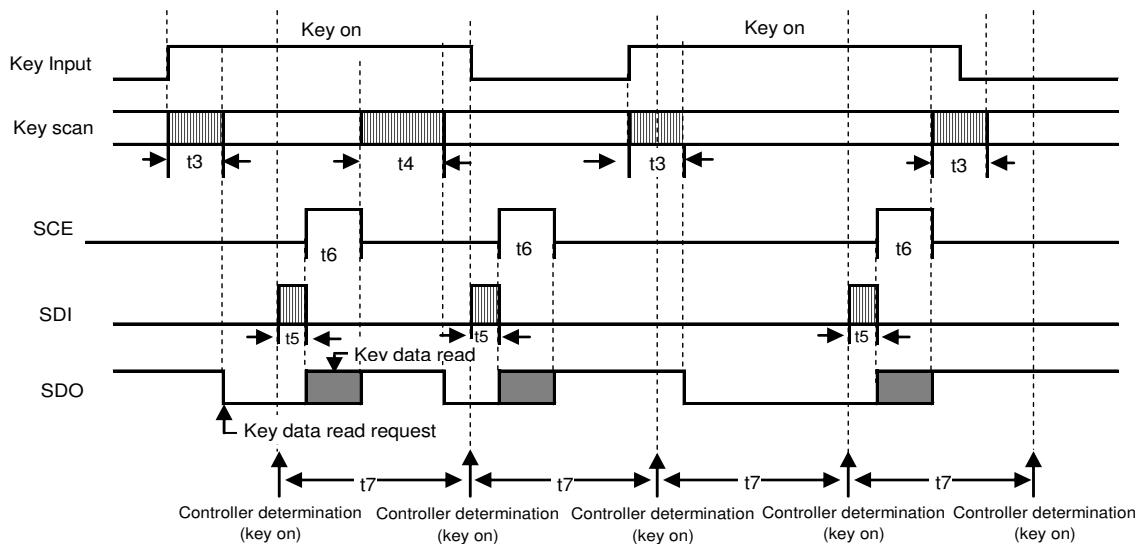 Key on
Key on
Key Input
Key scan
t3
t4
t3
t3
SCE
t6
t6
t6
SDI
t5
t5
t5
Kev data read
SDO
Key data read request
t7
t7
t7
t7
Controller determination
(key on)
Controller determination
(key on)
Controller determination
(key on)
Controller determination
(key on)
Controller determination
(key on)